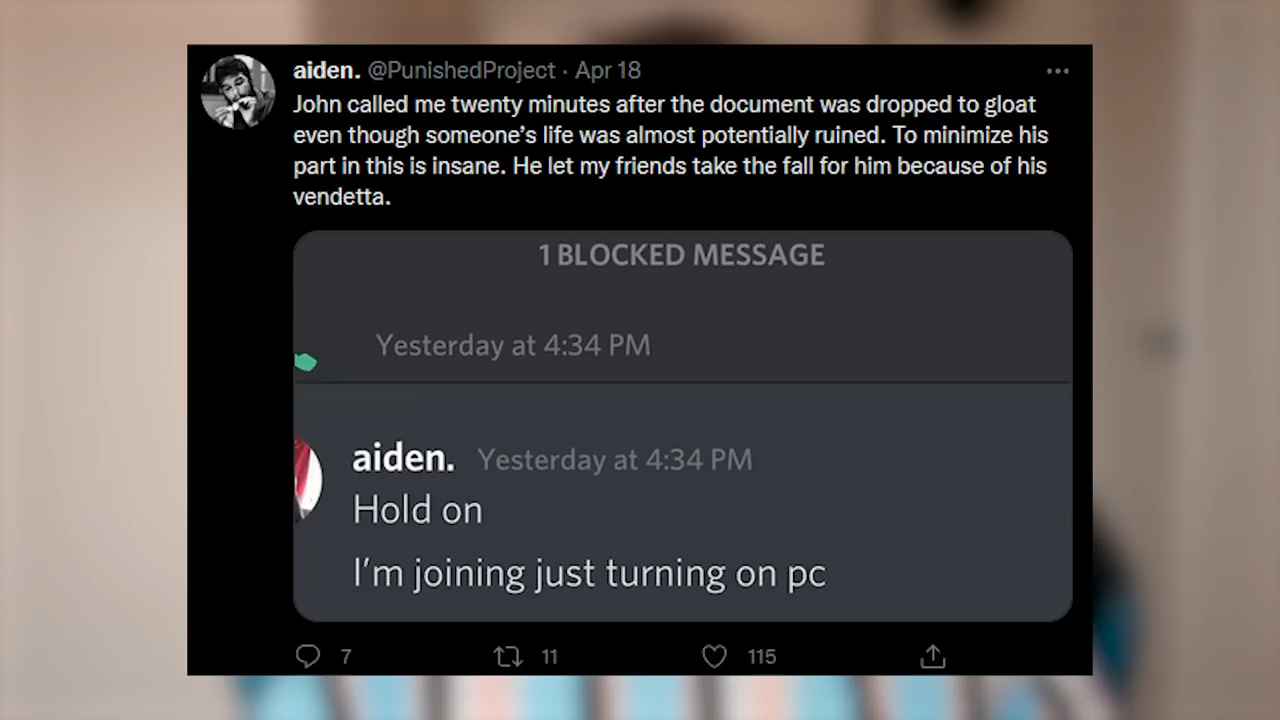 aiden. @PunishedProject · Apr 18
John called me twenty minutes after the document was dropped to gloat
even though someone's life was almost potentially ruined. To minimize his
part in this is insane. He let my friends take the fall for him because of his
vendetta.
1 BLOCKED MESSAGE
Yesterday at 4:34 PM
aiden. Yesterday at 4:34 PM
Hold on
I'm joining just turning on pc
7 11 115